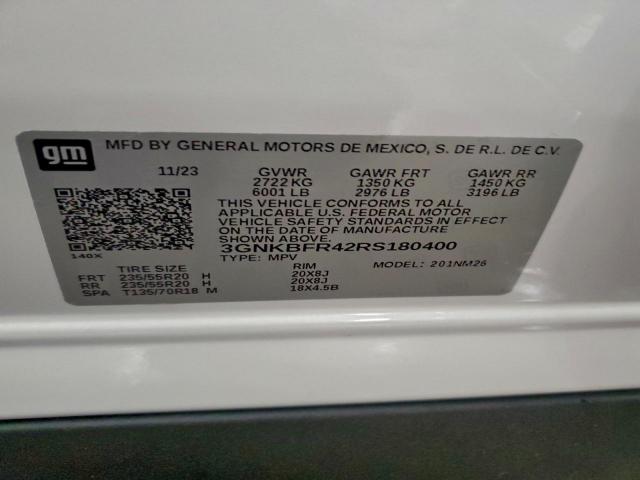 gm MFD BY GENERAL MOTORS DE MEXICO, S. DE R.L. DE C.V.
11/23 GVWR GAWR FRT GAWR RR
2722 KG 1350 KG 1450 KG
6001 LB 2976 LB 3196 LB
THIS VEHICLE CONFORMS TO ALL
APPLICABLE U.S. FEDERAL MOTOR
VEHICLE SAFETY STANDARDS IN EFFECT
ON THE DATE OF MANUFACTURE SHOWN
3GNKBFR42RS180400
140X TYPE: MPV MODEL: 201NM26
TIRE SIZE RIM
FRT 235/55R20 H 20X8J
RR 235/55R20 H 20X8J
SPA T135/70R18 M 18X4.5B